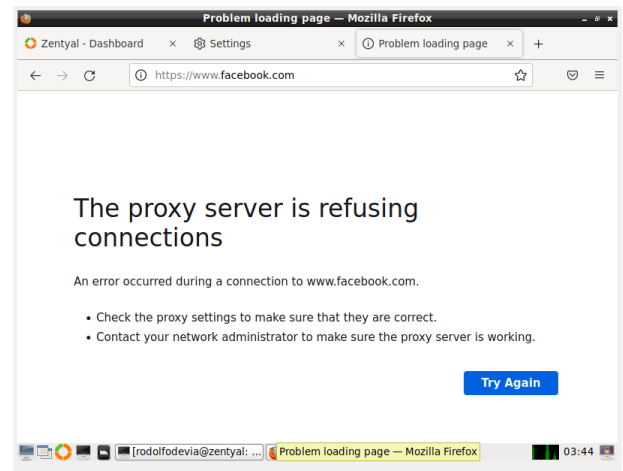 Problem loading page — Mozilla Firefox
Zentyal - Dashboard
Settings
Problem loading page
https://www.facebook.com
The proxy server is refusing
connections
An error occurred during a connection to www.facebook.com.
• Check the proxy settings to make sure that they are correct.
• Contact your network administrator to make sure the proxy server is working.
Try Again
[rodolfodevia@zentyal: ...]
Problem loading page — Mozilla Firefox
03:44